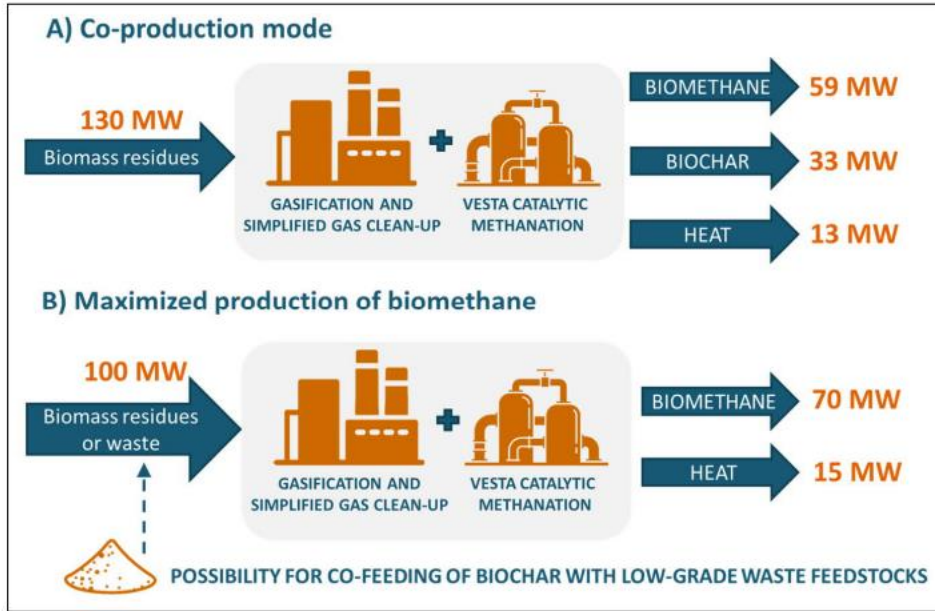 A) Co-production mode
130 MW
Biomass residues
GASIFICATION AND
SIMPLIFIED GAS CLEAN-UP
VESTA CATALYTIC
METHANATION
BIOMETHANE
59 MW
BIOCHAR
33 MW
HEAT
13 MW
B) Maximized production of biomethane
100 MW
Biomass residues
or waste
GASIFICATION AND
SIMPLIFIED GAS CLEAN-UP
VESTA CATALYTIC
METHANATION
BIOMETHANE
70 MW
HEAT
15 MW
POSSIBILITY FOR CO-FEEDING OF BIOCHAR WITH LOW-GRADE WASTE FEEDSTOCKS